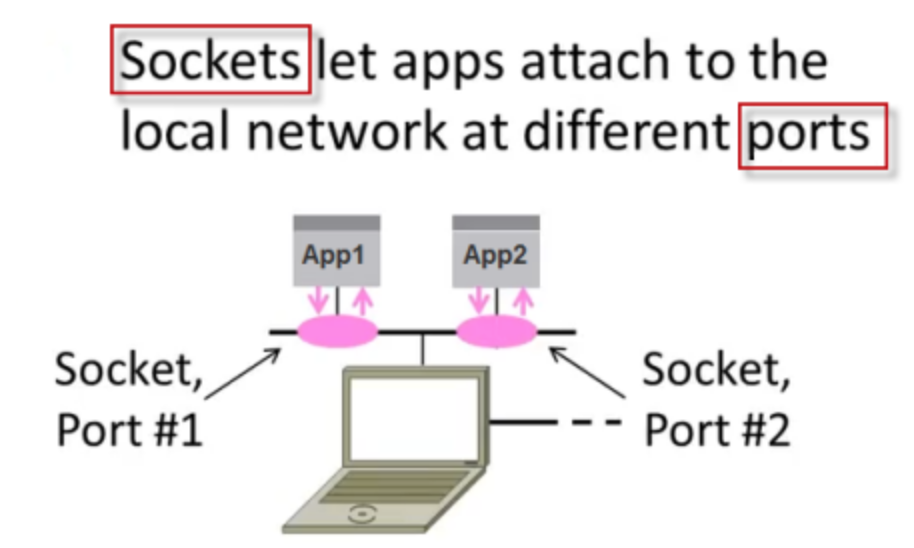 Sockets let apps attach to the
local network at different ports
App1
App2
Socket,
Port #1
Socket,
Port #2